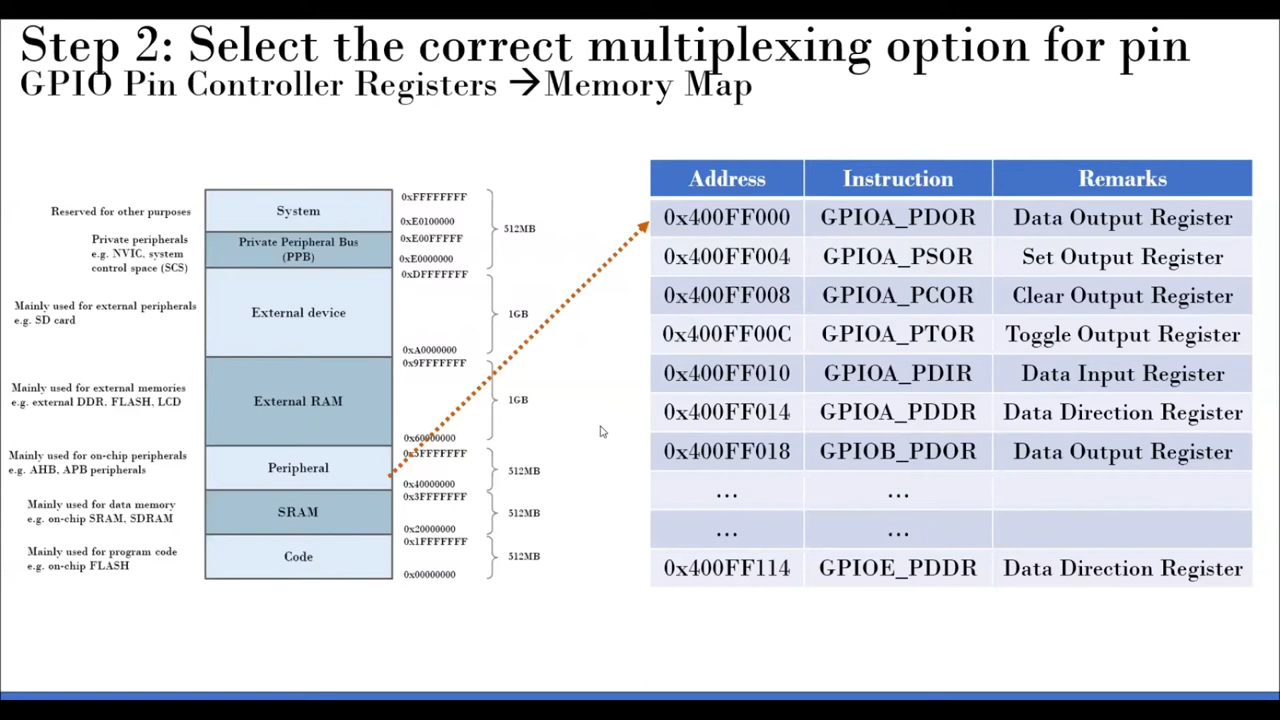 Step 2: Select the correct multiplexing option for pin
GPIO Pin Controller Registers →Memory Map
Reserved for other purposes
Private peripherals
e.g. NVIC, system
control space (SCS)
Mainly used for external peripherals
e.g. SD card
Mainly used for external memories
e.g. external DDR, FLASH, LCD
Mainly used for on-chip peripherals
e.g. AHB, APB peripherals
Mainly used for data memory
e.g. on-chip SRAM, SDRAM
Mainly used for program code
e.g. on-chip FLASH
System
Private Peripheral Bus
(PPB)
External device
External RAM
Peripheral
SRAM
Code
0xFFFFFFFF
0xE0100000
0xE00FFFFF
0xE0000000
0xDFFFFFFF
0xA0000000
0x9FFFFFFF
0x60000000
0x5FFFFFFF
0x40000000
0x3FFFFFFF
0x20000000
0x1FFFFFFF
0x00000000
512MB
1GB
1GB
512MB
512MB
512MB
Address Instruction Remarks
0x400FF000 GPIOA_PDOR Data Output Register
0x400FF004 GPIOA_PSOR Set Output Register
0x400FF008 GPIOA_PCOR Clear Output Register
0x400FF00C GPIOA_PTOR Toggle Output Register
0x400FF010 GPIOA_PDIR Data Input Register
0x400FF014 GPIOA_PDDR Data Direction Register
0x400FF018 GPIOB_PDOR Data Output Register
... ...
... ...
0x400FF114 GPIOE_PDDR Data Direction Register